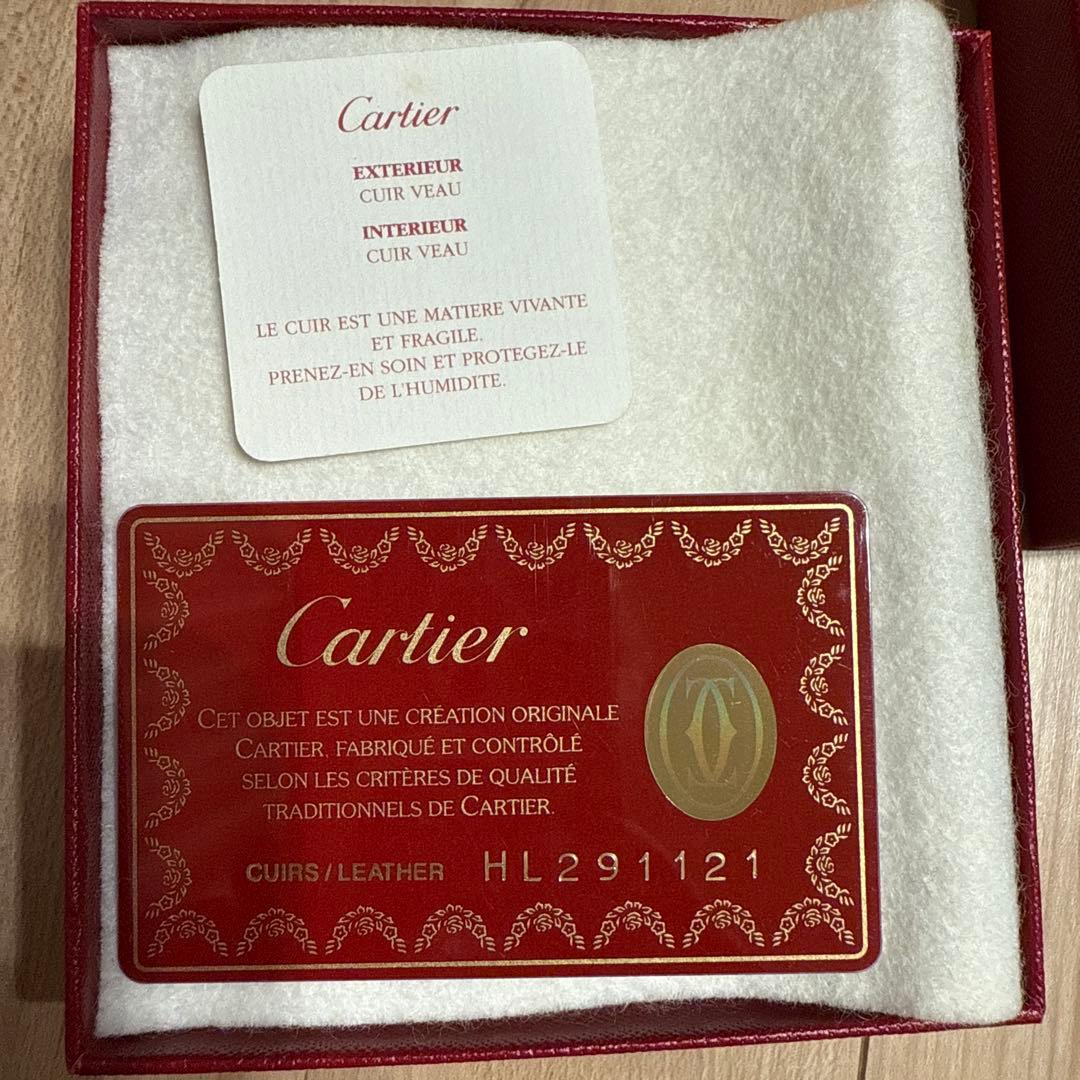 Cartier
EXTERIEUR
CUIR VEAU
INTERIEUR
CUIR VEAU
LE CUIR EST UNE MATIERE VIVANTE
ET FRAGILE.
PRENEZ-EN SOIN ET PROTEGEZ-LE
DE L'HUMIDITE.
Cartier
CET OBJET EST UNE CRÉATION ORIGINALE
CARTIER, FABRIQUÉ ET CONTRÔLÉ
SELON LES CRITÈRES DE QUALITÉ
TRADITIONNELS DE CARTIER.
CUIRS / LEATHER HL291121